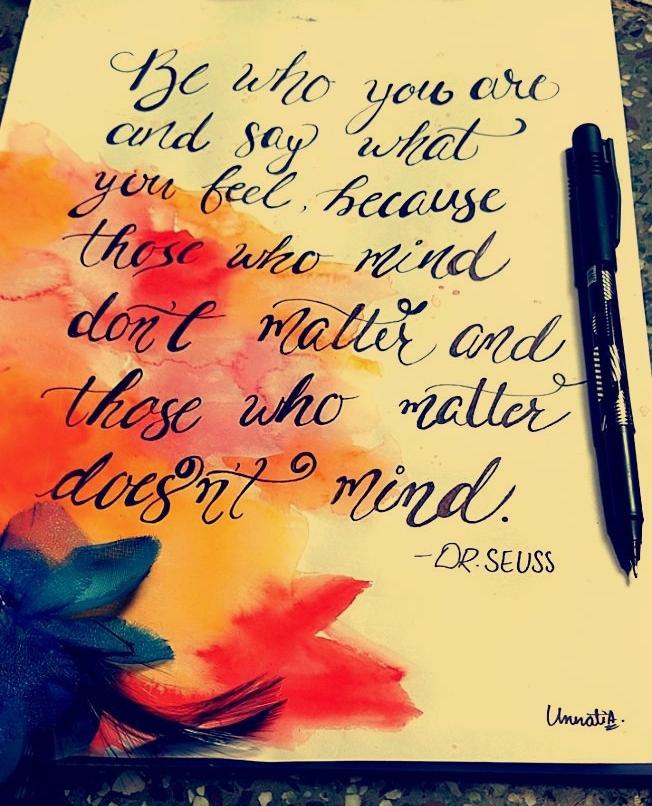 Be who you are
and say what
you feel, because
those who mind
don't matter and
those who matter
doesn't mind.
-DR. SEUSS
Unnati A.